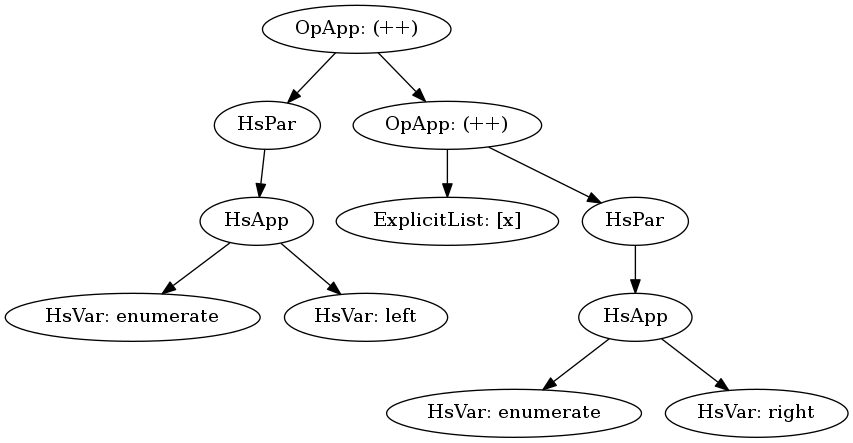 OpApp: (++)
HsPar
OpApp: (++)
HsApp
ExplicitList: [x]
HsPar
HsVar: enumerate
HsVar: left
HsApp
HsVar: enumerate
HsVar: right